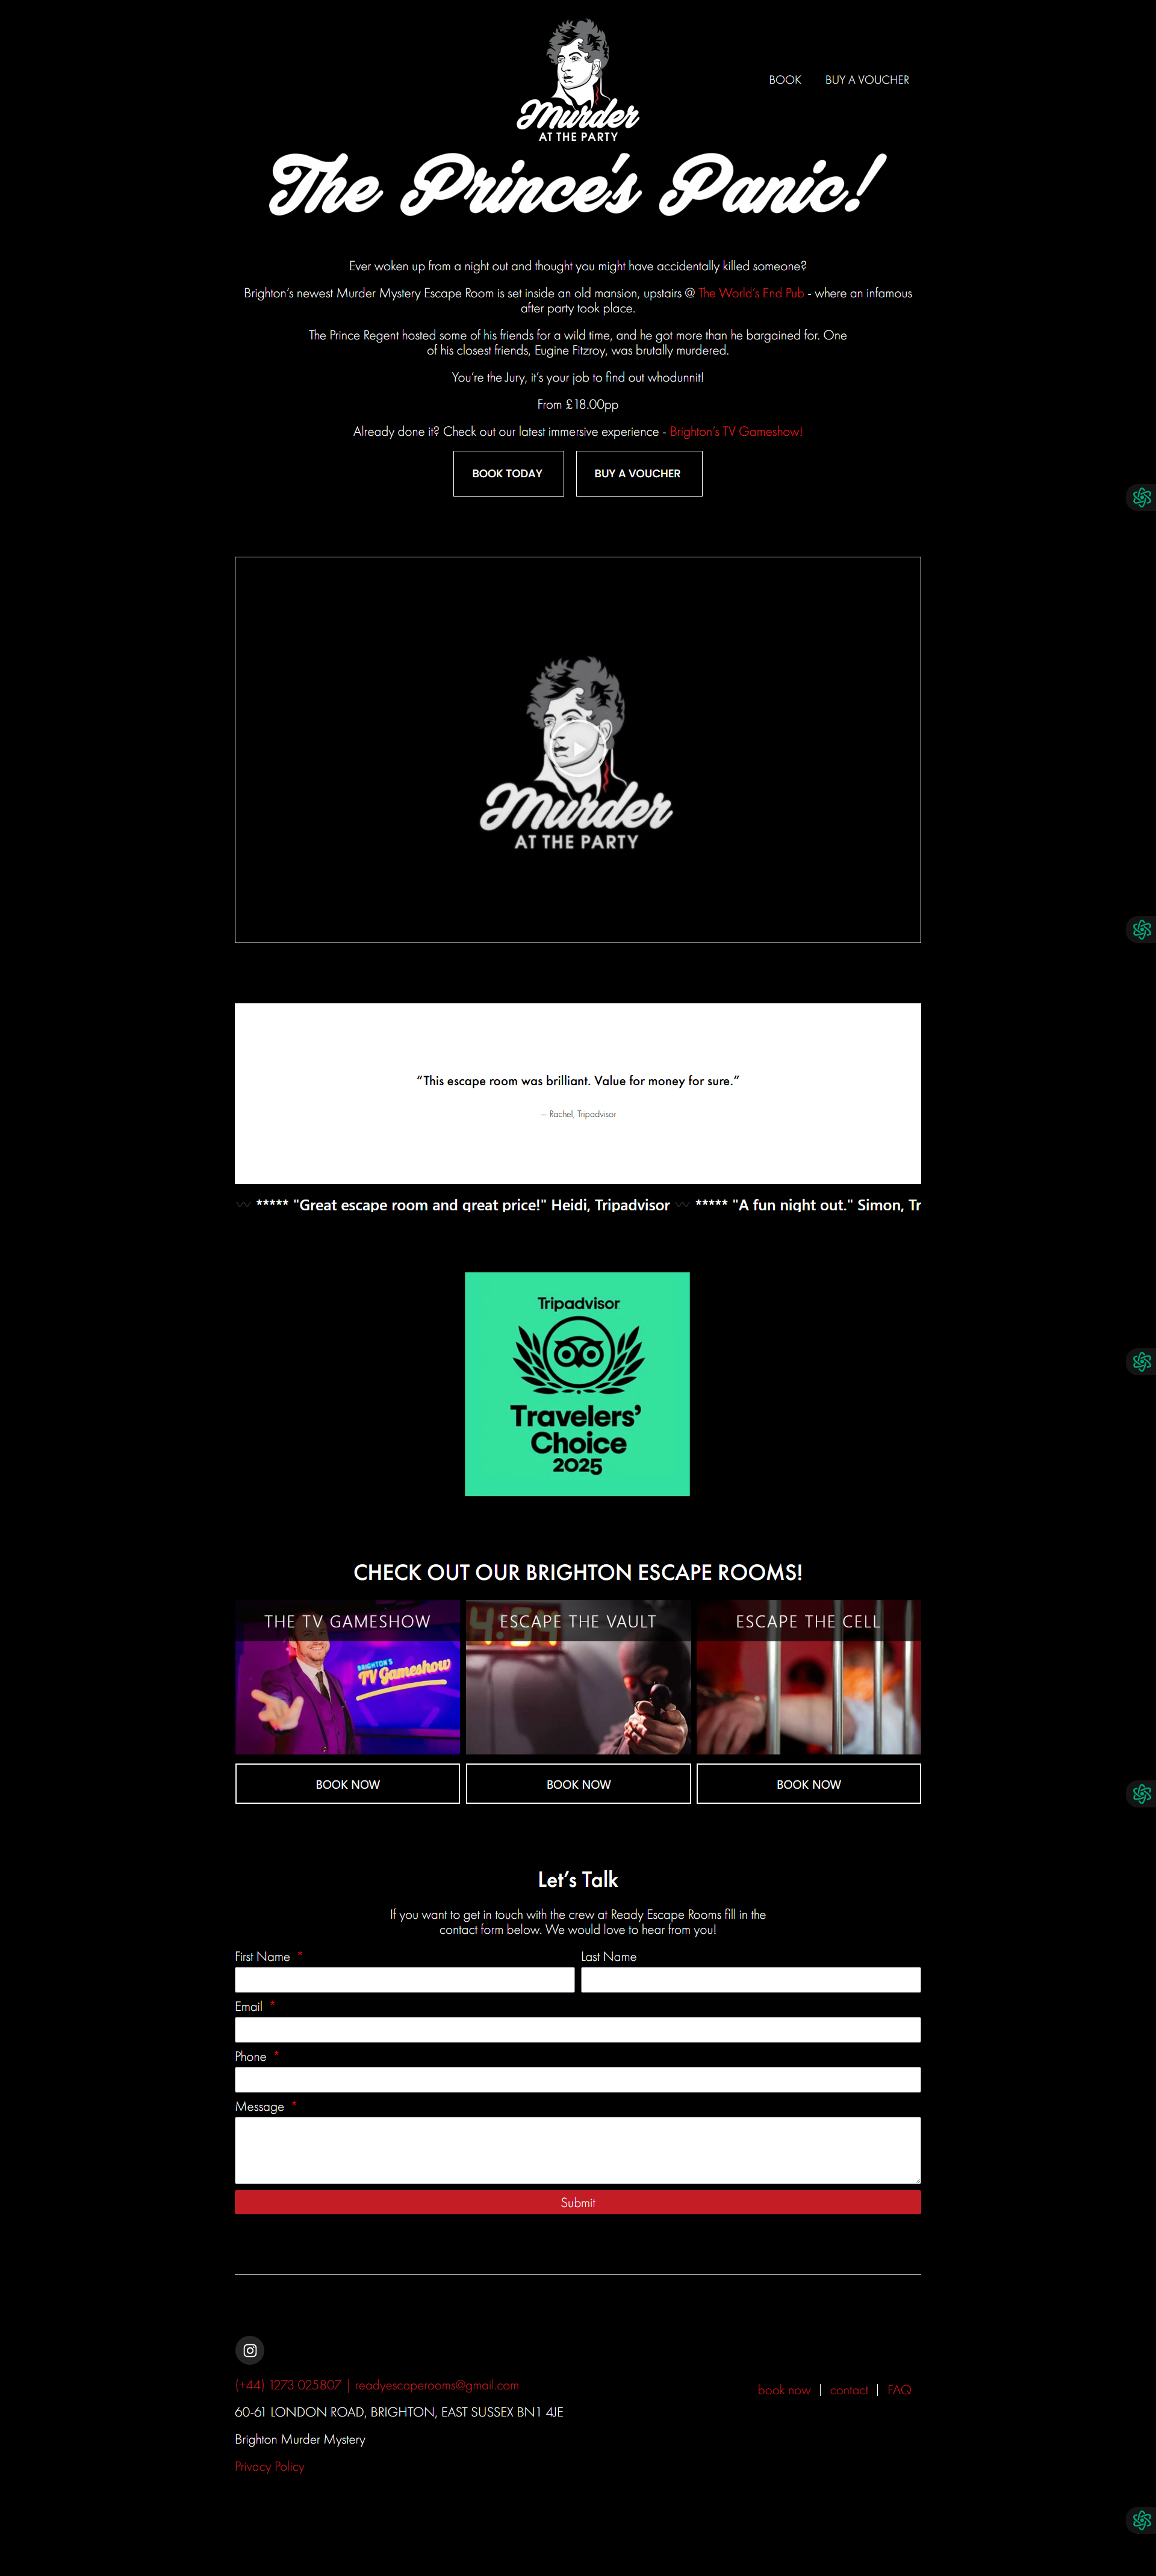 Murder
AT THE PARTY
BOOK BUY A VOUCHER
The Prince's Panic!
Ever woken up from a night out and thought you might have accidentally killed someone?
Brighton's newest Murder Mystery Escape Room is set inside an old mansion, upstairs @ The World's End Pub - where an infamous
after party took place.
The Prince Regent hosted some of his friends for a wild time, and he got more than he bargained for. One
of his closest friends, Eugine Fitzroy, was brutally murdered.
You're the Jury, it's your job to find out whodunnit!
From £18.00pp
Already done it? Check out our latest immersive experience - Brighton's TV Gameshow!
BOOK TODAY
BUY A VOUCHER
Murder
AT THE PARTY
“This escape room was brilliant. Value for money for sure.”
— Rachel, Tripadvisor
***** "Great escape room and great price!" Heidi, Tripadvisor ***** "A fun night out." Simon, Tr
Tripadvisor
Travelers'
Choice
2025
CHECK OUT OUR BRIGHTON ESCAPE ROOMS!
THE TV GAMESHOW
BRIGHTON'S
TV Gameshow
ESCAPE THE VAULT
4:54
ESCAPE THE CELL
BOOK NOW
BOOK NOW
BOOK NOW
Let's Talk
If you want to get in touch with the crew at Ready Escape Rooms fill in the
contact form below. We would love to hear from you!
First Name *
Last Name
Email *
Phone *
Message *
Submit
(+44) 1273 025807 | readyescaperooms@gmail.com
book now | contact | FAQ
60-61 LONDON ROAD, BRIGHTON, EAST SUSSEX BN1 4JE
Brighton Murder Mystery
Privacy Policy